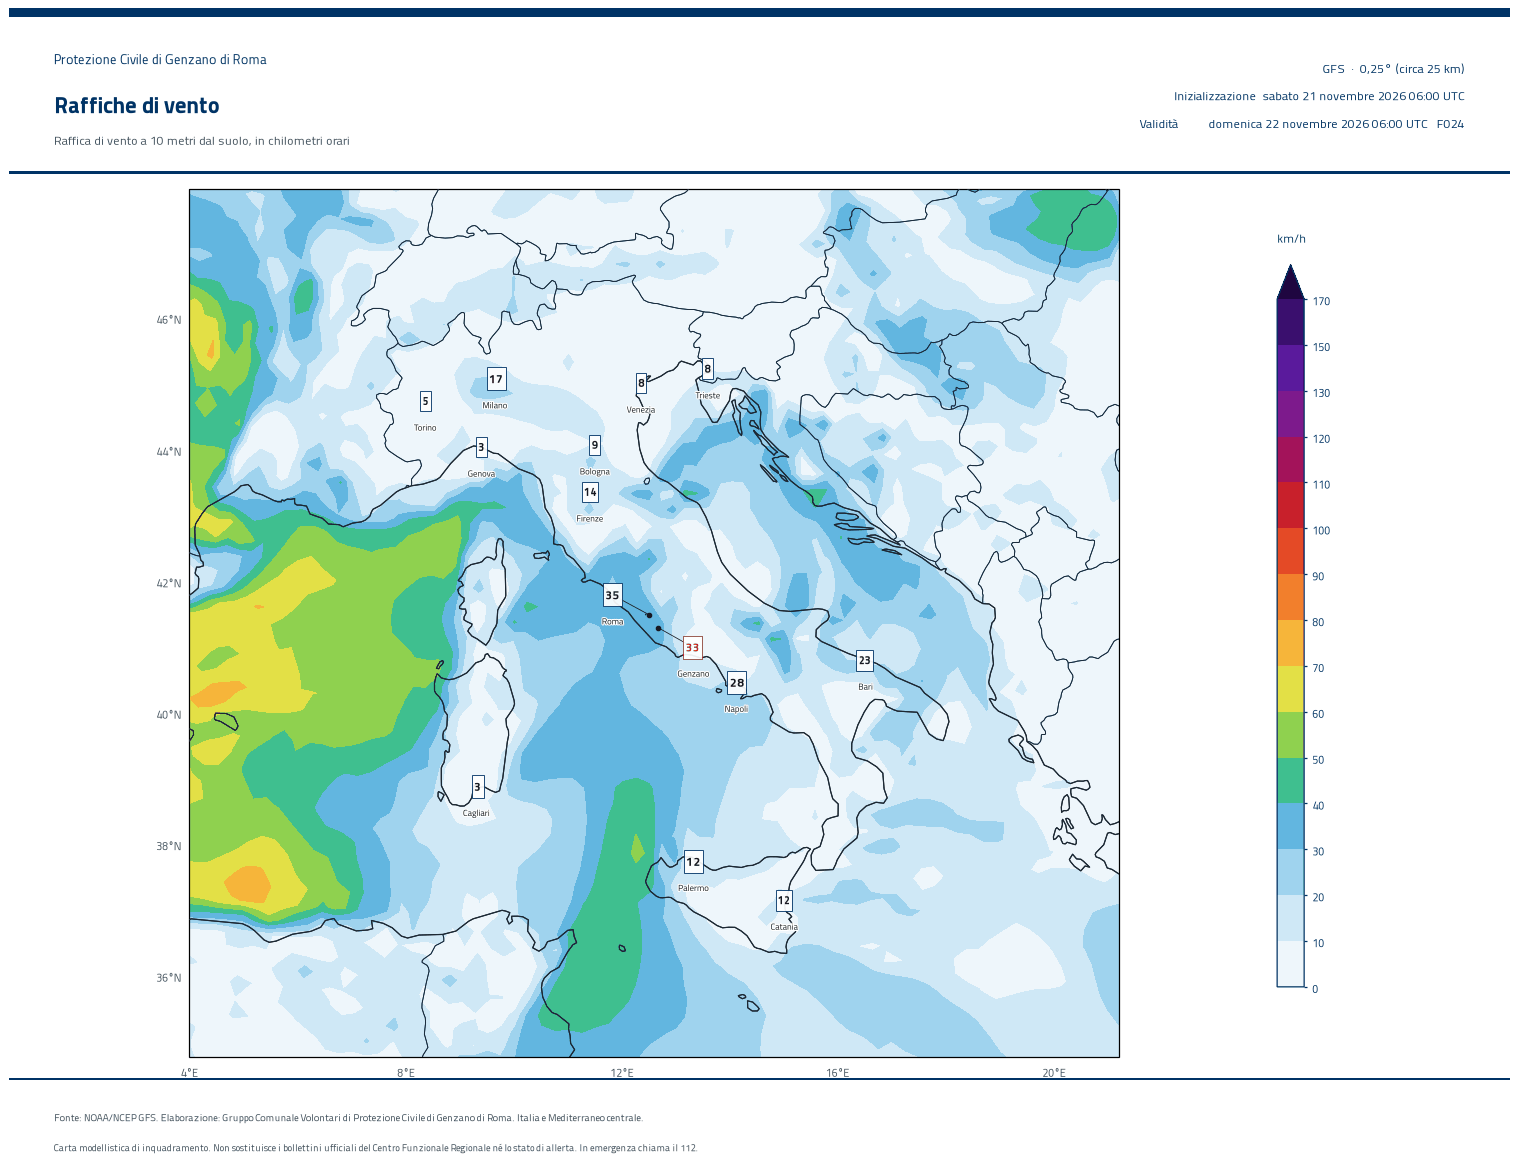 Protezione Civile di Genzano di Roma
Raffiche di vento
Raffica di vento a 10 metri dal suolo, in chilometri orari
GFS · 0,25° (circa 25 km)
Inizializzazione sabato 21 novembre 2026 06:00 UTC
Validità domenica 22 novembre 2026 06:00 UTC F024
km/h
170
150
130
120
110
100
90
80
70
60
50
40
30
20
10
0
46°N
44°N
42°N
40°N
38°N
36°N
4°E
8°E
12°E
16°E
20°E
8
Trieste
17
Milano
8
Venezia
5
Torino
3
Genova
9
Bologna
14
Firenze
35
Roma
33
Genzano
23
Bari
28
Napoli
3
Cagliari
12
Palermo
12
Catania
Fonte: NOAA/NCEP GFS. Elaborazione: Gruppo Comunale Volontari di Protezione Civile di Genzano di Roma. Italia e Mediterraneo centrale.
Carta modellistica di inquadramento. Non sostituisce i bollettini ufficiali del Centro Funzionale Regionale né lo stato di allerta. In emergenza chiama il 112.